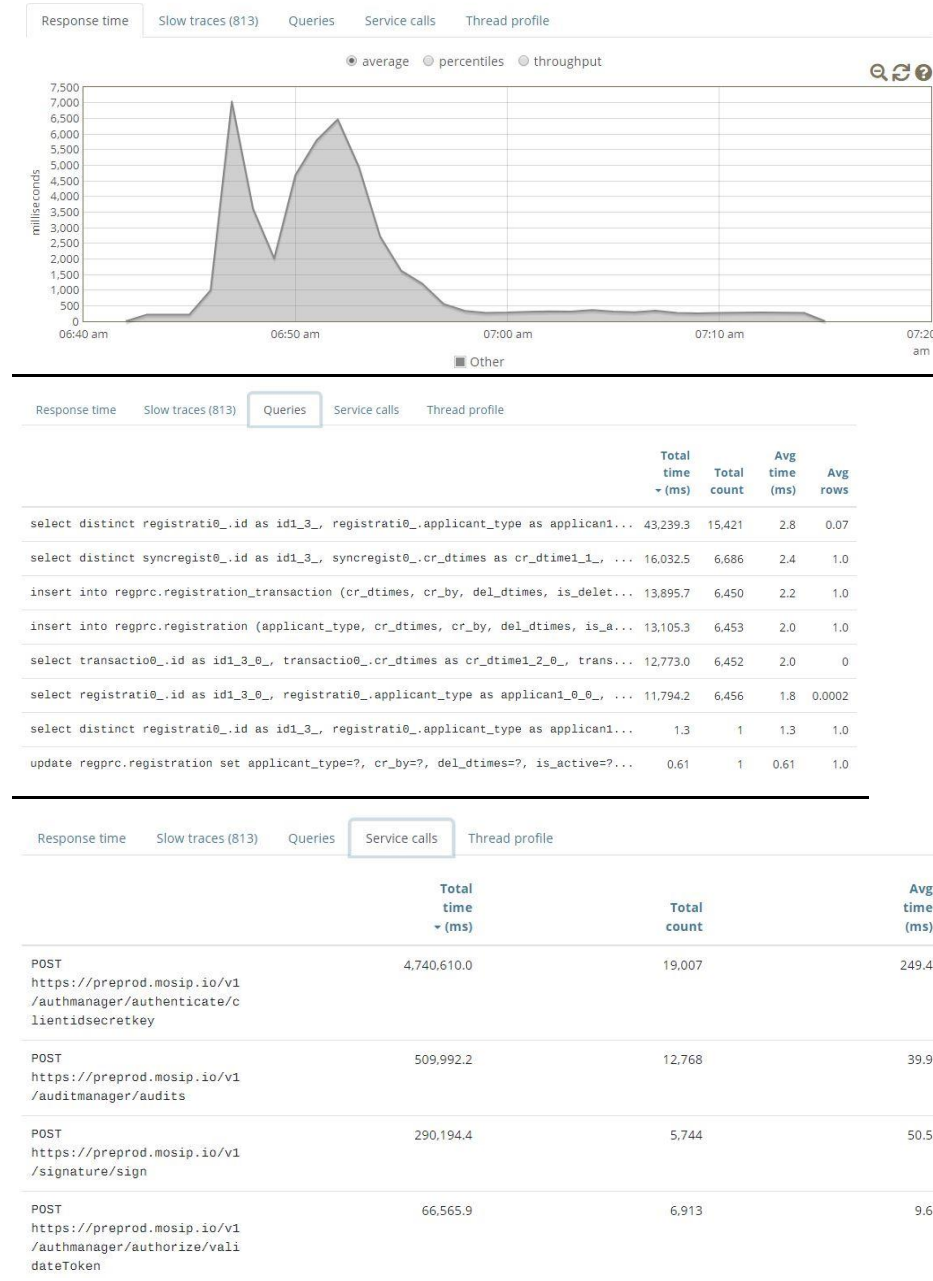 Response time Slow traces (813) Queries Service calls Thread profile
average percentiles throughput
7,500
7,000
6,500
6,000
5,500
5,000
4,500
4,000
3,500
3,000
2,500
2,000
1,500
1,000
500
0
milliseconds
06:40 am 06:50 am 07:00 am 07:10 am 07:20 am
Other
Response time Slow traces (813) Queries Service calls Thread profile
Total time (ms) Total count Avg time (ms) Avg rows
select distinct registrati0_.id as id1_3_, registrati0_.applicant_type as applican1... 43,239.3 15,421 2.8 0.07
select distinct syncregist0_.id as id1_3_, syncregist0_.cr_dtimes as cr_dtime1_1_, ... 16,032.5 6,686 2.4 1.0
insert into regprc.registration_transaction (cr_dtimes, cr_by, del_dtimes, is_delet... 13,895.7 6,450 2.2 1.0
insert into regprc.registration (applicant_type, cr_dtimes, cr_by, del_dtimes, is_a... 13,105.3 6,453 2.0 1.0
select transactio0_.id as id1_3_0_, transactio0_.cr_dtimes as cr_dtime1_2_0_, trans... 12,773.0 6,452 2.0 0
select registrati0_.id as id1_3_0_, registrati0_.applicant_type as applican1_0_0_, ... 11,794.2 6,456 1.8 0.0002
select distinct registrati0_.id as id1_3_, registrati0_.applicant_type as applican1... 1.3 1 1.3 1.0
update regprc.registration set applicant_type=?, cr_by=?, del_dtimes=?, is_active=?... 0.61 1 0.61 1.0
Response time Slow traces (813) Queries Service calls Thread profile
Total time (ms) Total count Avg time (ms)
POST 4,740,610.0 19,007 249.4
https://preprod.mosip.io/v1
/authmanager/authenticate/c
lientidsecretkey
POST 509,992.2 12,768 39.9
https://preprod.mosip.io/v1
/auditmanager/audits
POST 290,194.4 5,744 50.5
https://preprod.mosip.io/v1
/signature/sign
POST 66,565.9 6,913 9.6
https://preprod.mosip.io/v1
/authmanager/authorize/vali
dateToken